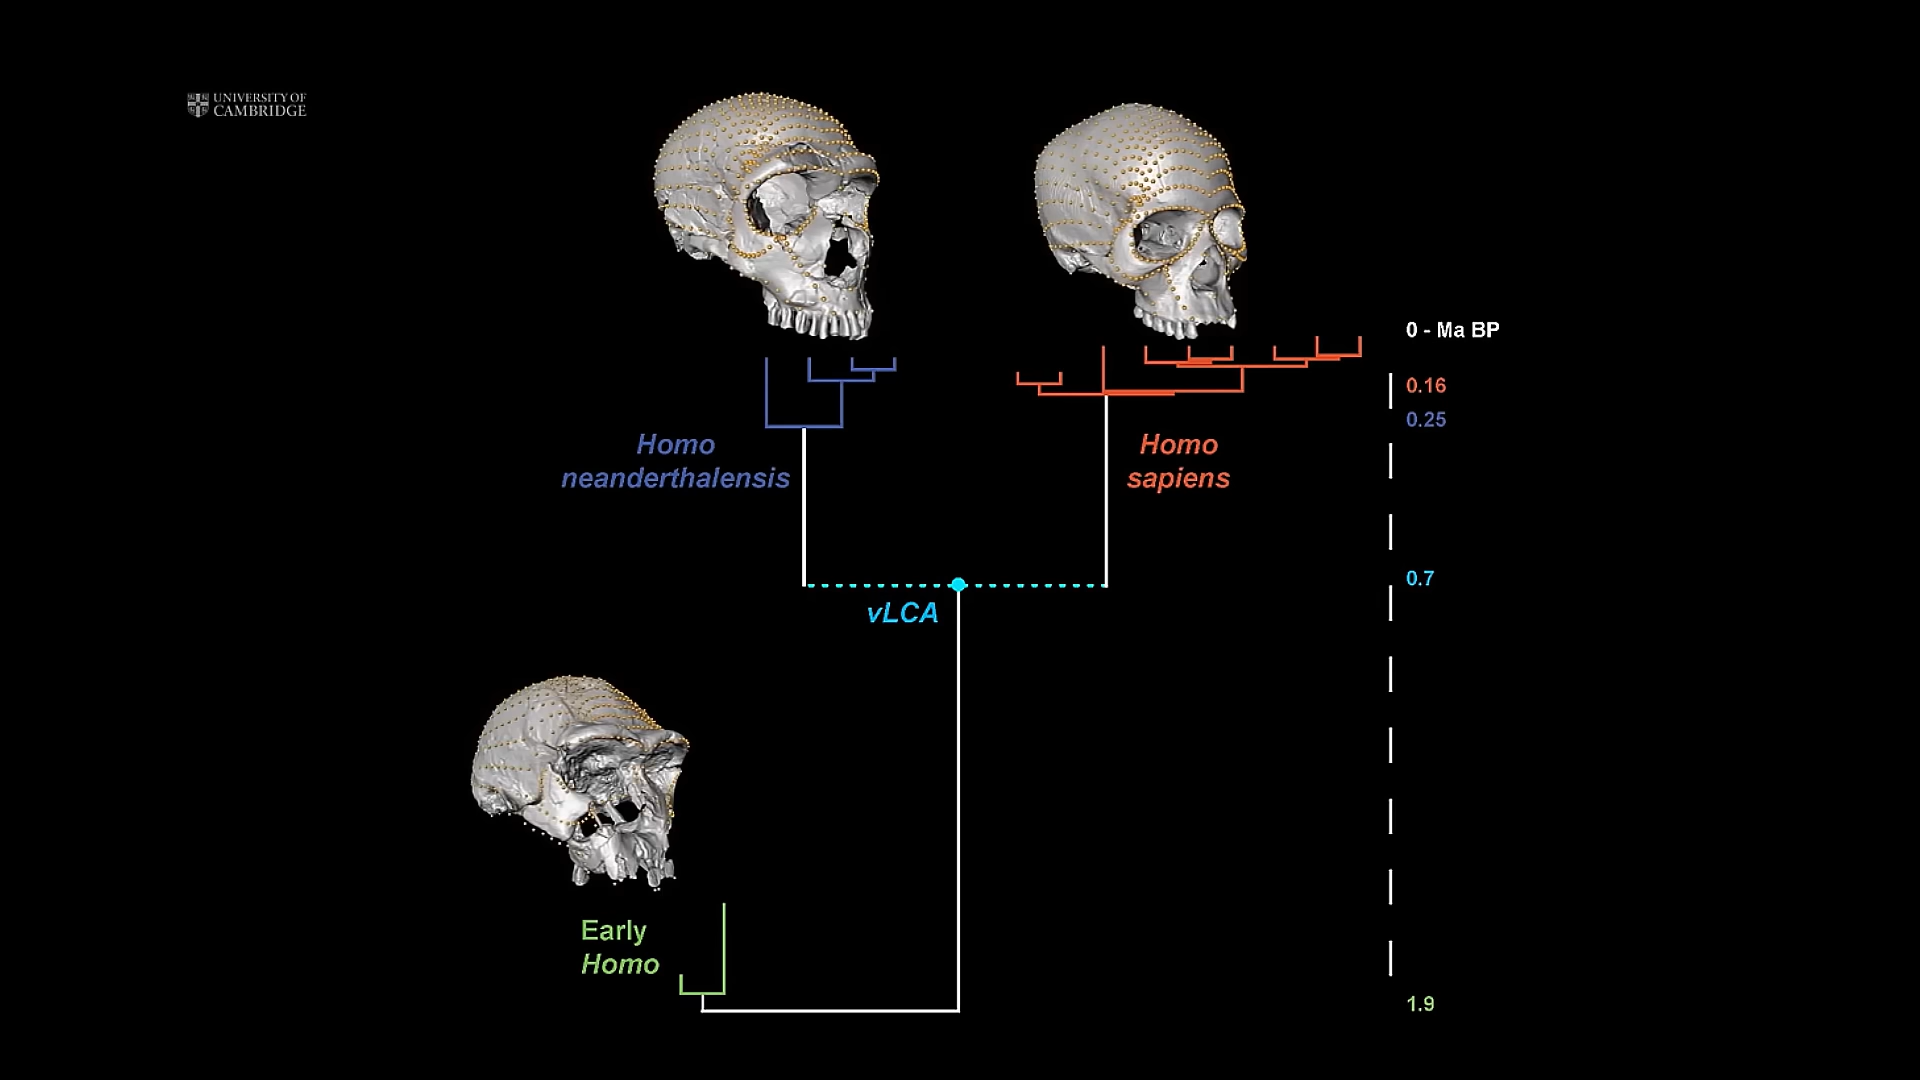 UNIVERSITY OF
CAMBRIDGE
0 - Ma BP
0.16
0.25
Homo
neanderthalensis
Homo
sapiens
0.7
vLCA
Early
Homo
1.9